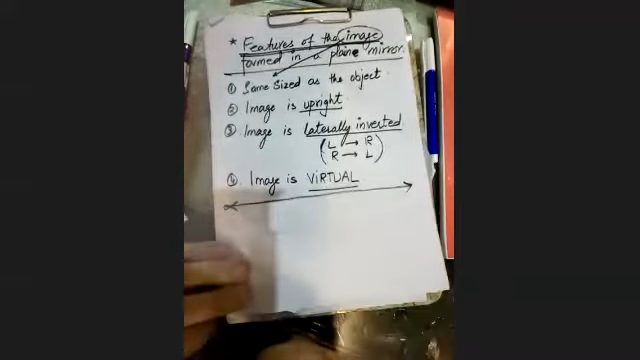 * Features of the image
formed in a plane mirror
① Same sized as the object
② Image is upright
③ Image is laterally inverted
(L → R
R → L)
④ Image is VIRTUAL